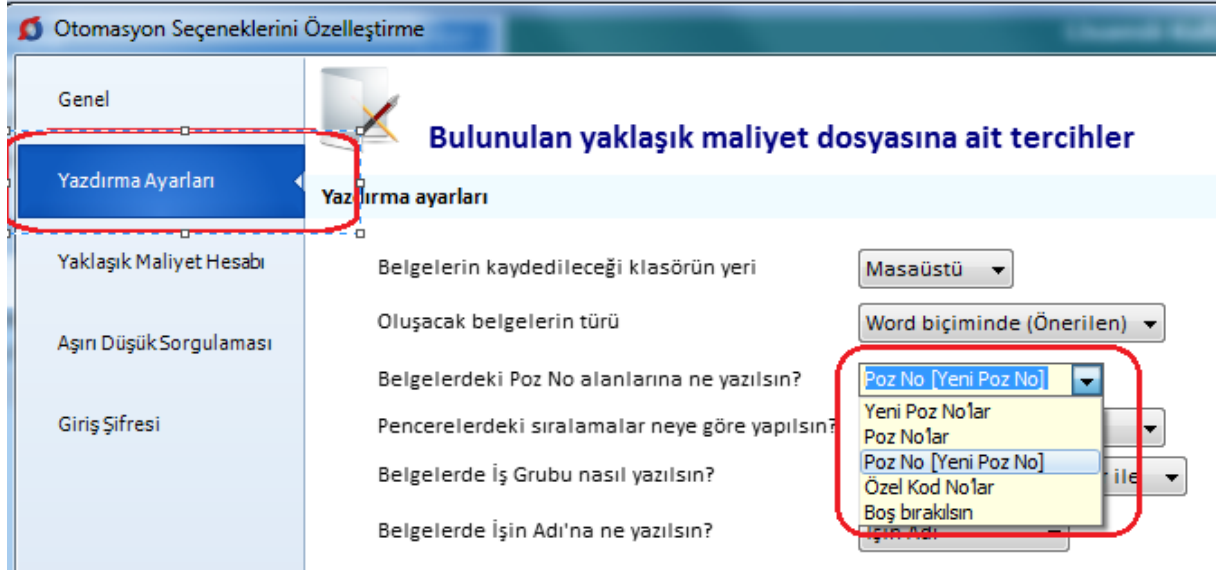 Otomasyon Seçeneklerini Özelleştirme
Genel
Yazdırma Ayarları
Yaklaşık Maliyet Hesabı
Aşırı Düşük Sorgulaması
Giriş Şifresi
Bulunulan yaklaşık maliyet dosyasına ait tercihler
Yazdırma ayarları
Belgelerin kaydedileceği klasörün yeri Masaüstü
Oluşacak belgelerin türü Word biçiminde (Önerilen)
Belgelerdeki Poz No alanlarına ne yazılsın? Poz No [Yeni Poz No]
Yeni Poz No'lar
Pencerelerdeki sıralamalar neye göre yapılsın? Poz No'lar
Poz No [Yeni Poz No]
Belgelerde İş Grubu nasıl yazılsın? ile
Özel Kod No'lar
Boş bırakılsın
Belgelerde İşin Adı'na ne yazılsın? İşin Adı